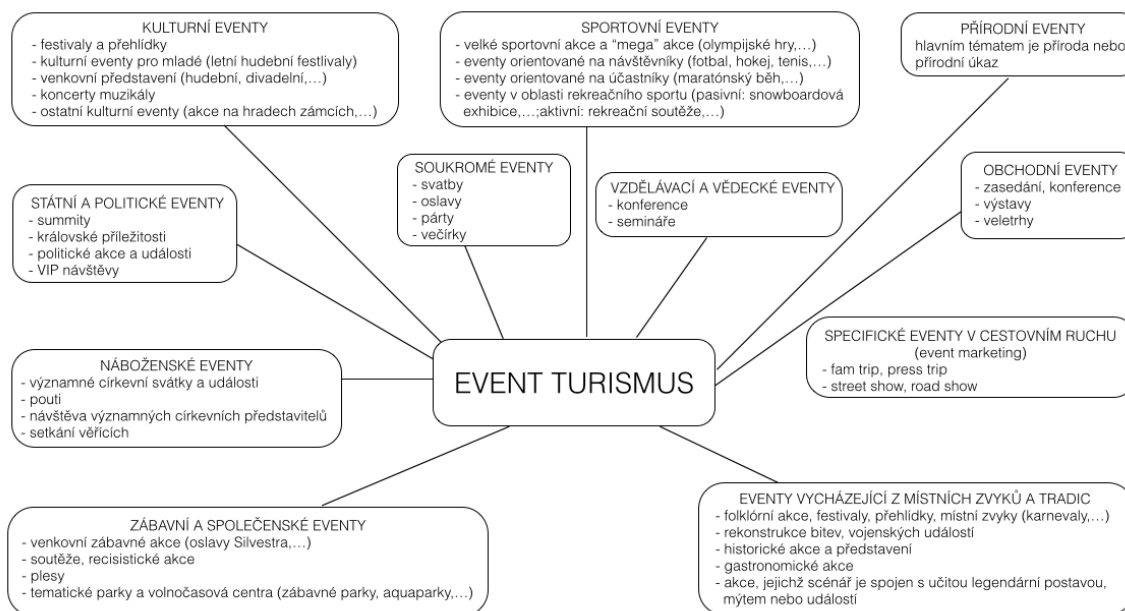 KULTURNÍ EVENTY
- festivaly a přehlídky
- kulturní eventy pro mladé (letní hudební festlivaly)
- venkovní představení (hudební, divadelní,…)
- koncerty muzikály
- ostatní kulturní eventy (akce na hradech zámcích,…)
SPORTOVNÍ EVENTY
- velké sportovní akce a “mega” akce (olympijské hry,…)
- eventy orientované na návštěvníky (fotbal, hokej, tenis,…)
- eventy orientované na účastníky (maratónský běh,…)
- eventy v oblasti rekreačního sportu (pasivní: snowboardová
exhibice,…;aktivní: rekreační soutěže,…)
PŘÍRODNÍ EVENTY
hlavním tématem je příroda nebo
přírodní úkaz
STÁTNÍ A POLITICKÉ EVENTY
- summity
- královské příležitosti
- politické akce a události
- VIP návštěvy
SOUKROMÉ EVENTY
- svatby
- oslavy
- párty
- večírky
VZDĚLÁVACÍ A VĚDECKÉ EVENTY
- konference
- semináře
OBCHODNÍ EVENTY
- zasedání, konference
- výstavy
- veletrhy
EVENT TURISMUS
SPECIFICKÉ EVENTY V CESTOVNÍM RUCHU
(event marketing)
- fam trip, press trip
- street show, road show
NÁBOŽENSKÉ EVENTY
- významné církevní svátky a události
- pouti
- návštěva významných církevních představitelů
- setkání věřících
ZÁBAVNÍ A SPOLEČENSKÉ EVENTY
- venkovní zábavné akce (oslavy Silvestra,…)
- soutěže, recisistické akce
- plesy
- tematické parky a volnočasová centra (zábavné parky, aquaparky,…)
EVENTY VYCHÁZEJÍCÍ Z MÍSTNÍCH ZVYKŮ A TRADIC
- folklórní akce, festivaly, přehlídky, místní zvyky (karnevaly,…)
- rekonstrukce bitev, vojenských událostí
- historické akce a představení
- gastronomické akce
- akce, jejichž scénář je spojen s učitou legendární postavou,
mýtem nebo událostí